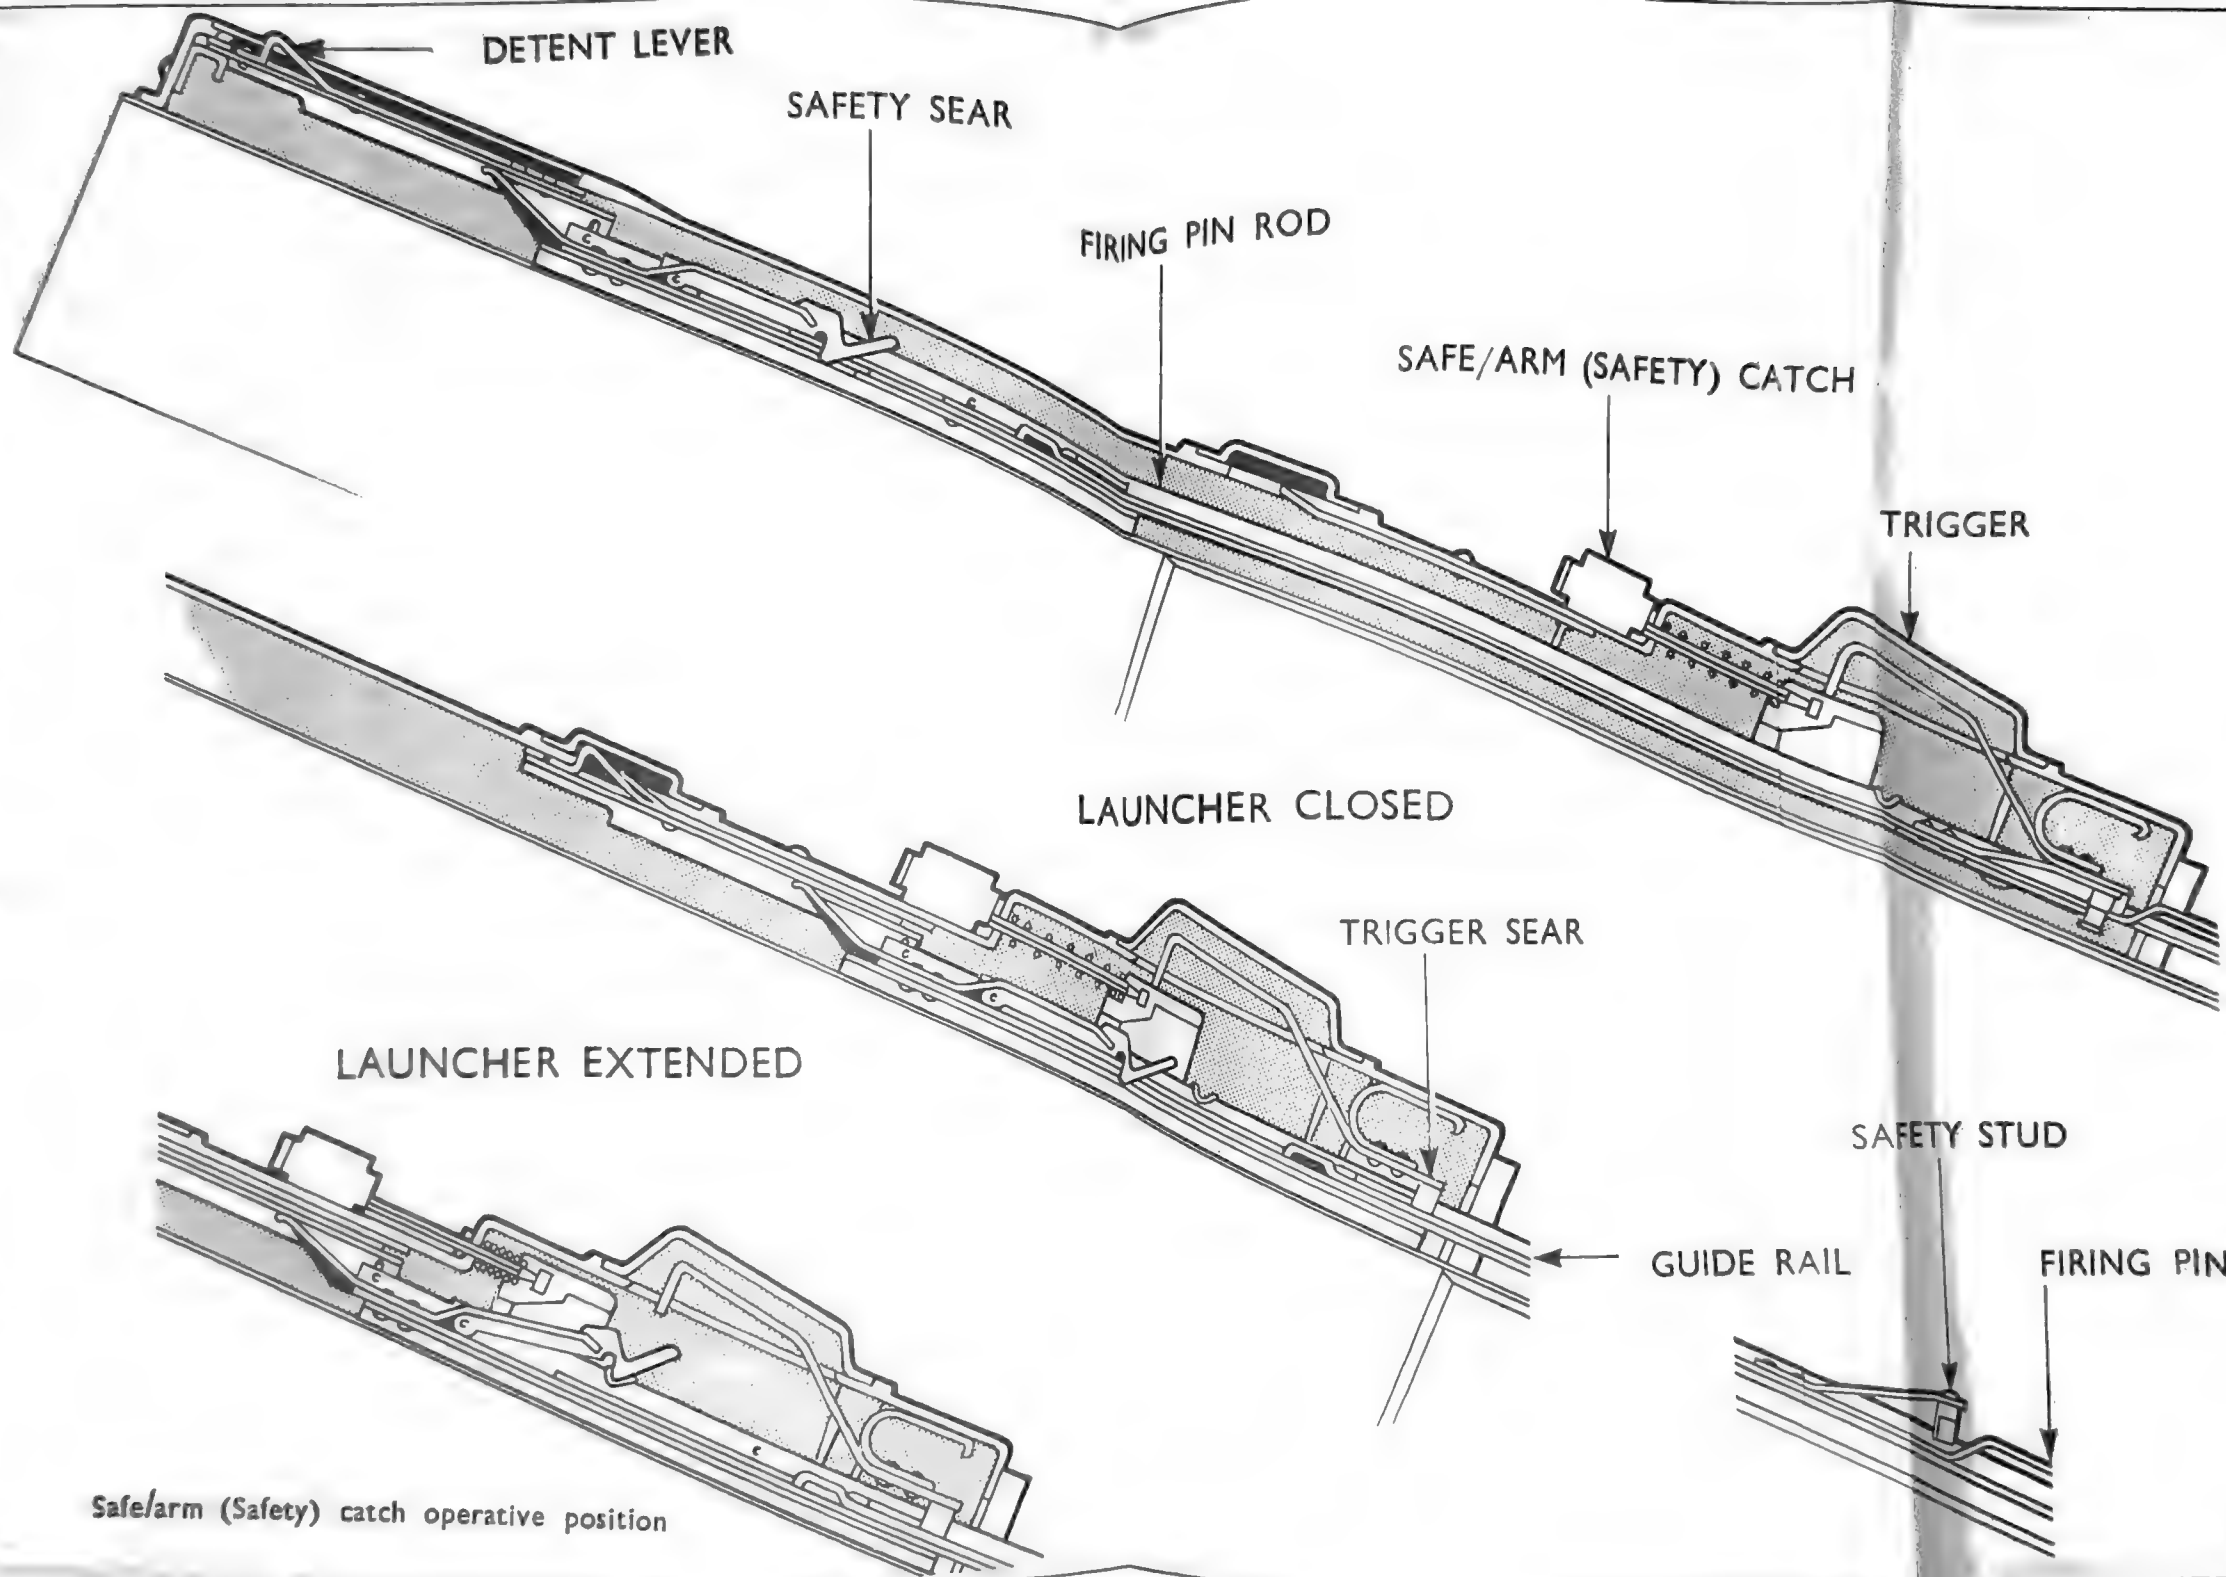 DETENT LEVER
SAFETY SEAR
FIRING PIN ROD
SAFE/ARM (SAFETY) CATCH
TRIGGER
LAUNCHER CLOSED
TRIGGER SEAR
LAUNCHER EXTENDED
SAFETY STUD
GUIDE RAIL
FIRING PIN
Safe/arm (Safety) catch operative position